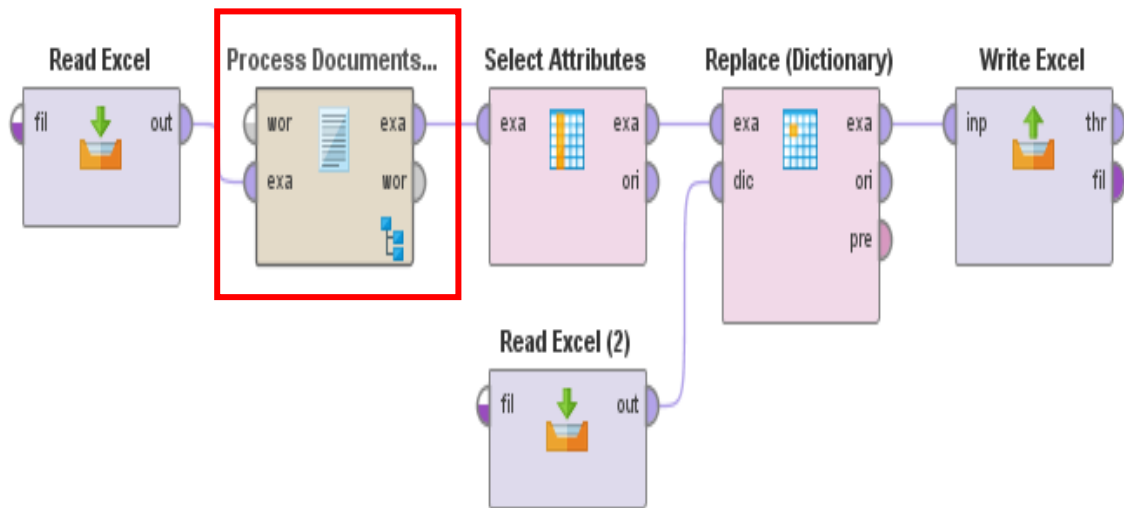 Read Excel
fil
out
Process Documents...
wor
exa
exa
wor
Select Attributes
exa
exa
ori
Replace (Dictionary)
exa
exa
dic
ori
pre
Write Excel
inp
thr
fil
Read Excel (2)
fil
out